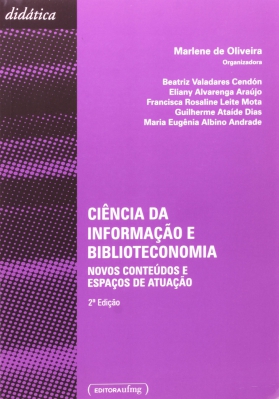 didática
Marlene de Oliveira
Organizadora
Beatriz Valadares Cendón
Eliany Alvarenga Araújo
Francisca Rosaline Leite Mota
Guilherme Ataíde Dias
Maria Eugênia Albino Andrade
CIÊNCIA DA
INFORMAÇÃO E
BIBLIOTECONOMIA
NOVOS CONTEÚDOS E
ESPAÇOS DE ATUAÇÃO
2ª Edição
EDITORAufmg